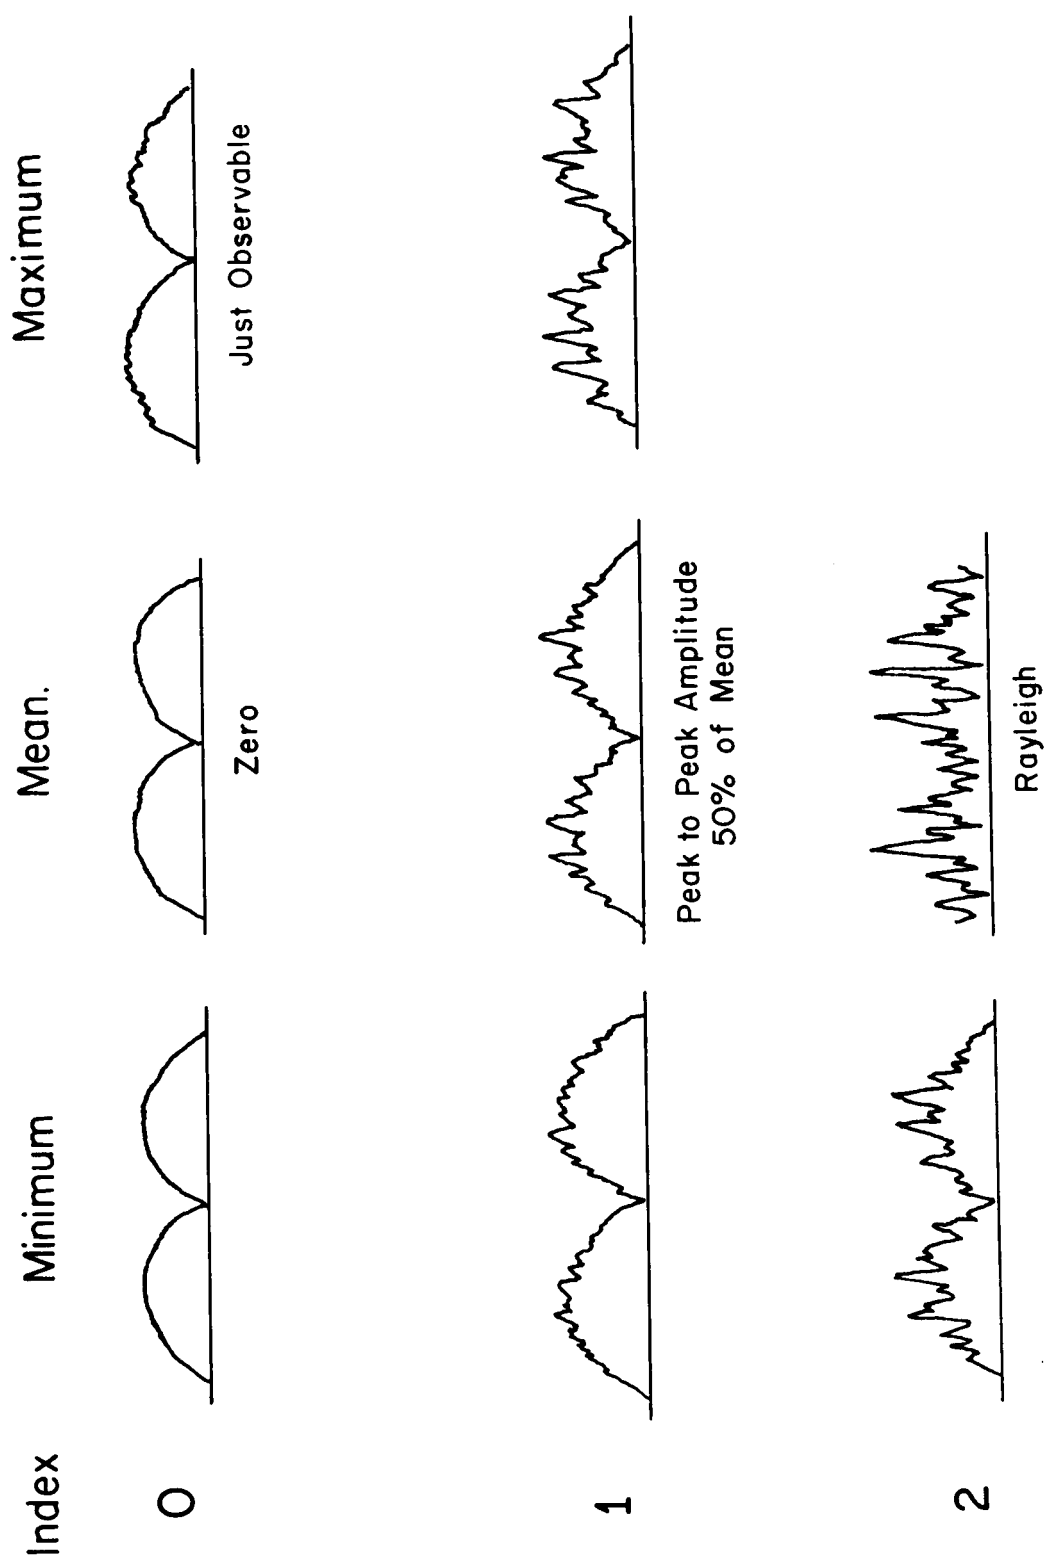 Index Minimum Mean. Maximum
0
Zero
Just Observable
1
Peak to Peak Amplitude
50% of Mean
2
Rayleigh